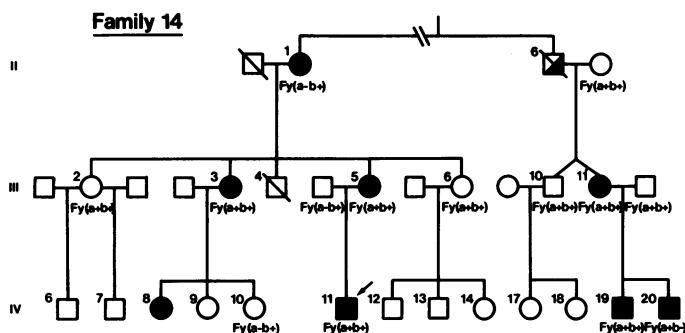 Family 14
II
1
6
Fy(a-b+)
Fy(a+b+)
III
2
3
4
5
6
10
11
Fy(a+b+)
Fy(a+b+)
Fy(a-b+)
Fy(a+b+)
Fy(a+b+)
Fy(a+b+)
Fy(a+b+)
Fy(a+b+)
IV
6
7
8
9
10
11
12
13
14
17
18
19
20
Fy(a-b+)
Fy(a+b+)
Fy(a+b+)
Fy(a+b-)